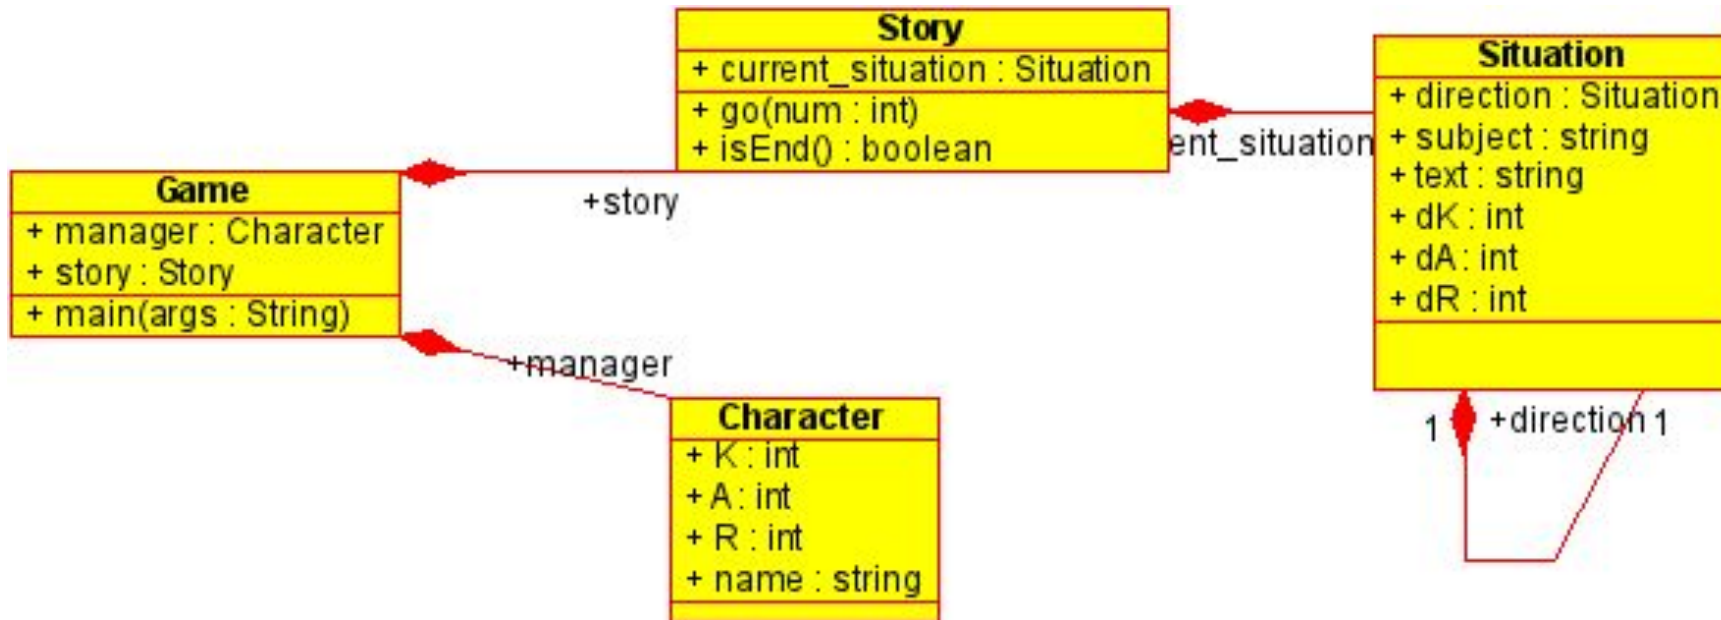 Story
+ current_situation : Situation
+ go(num : int)
+ isEnd() : boolean
Situation
+ direction : Situation
+ subject : string
+ text : string
+ dK : int
+ dA : int
+ dR : int
ent_situation
Game
+ manager : Character
+ story : Story
+ main(args : String)
+story
+manager
Character
+ K : int
+ A : int
+ R : int
+ name : string
1
+direction
1